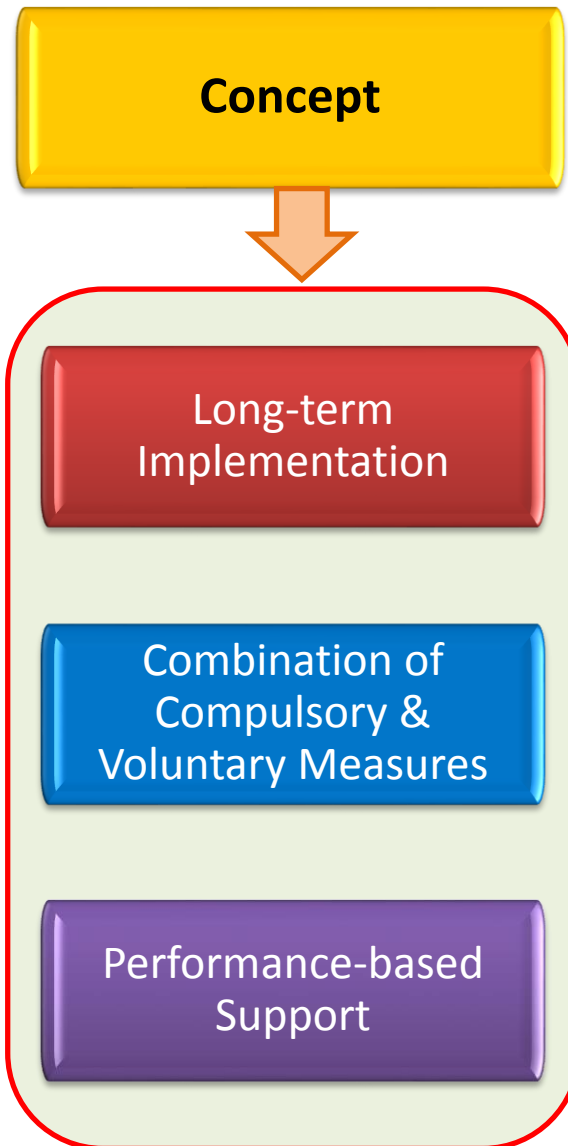 Concept
Long-term
Implementation
Combination of
Compulsory &
Voluntary Measures
Performance-based
Support